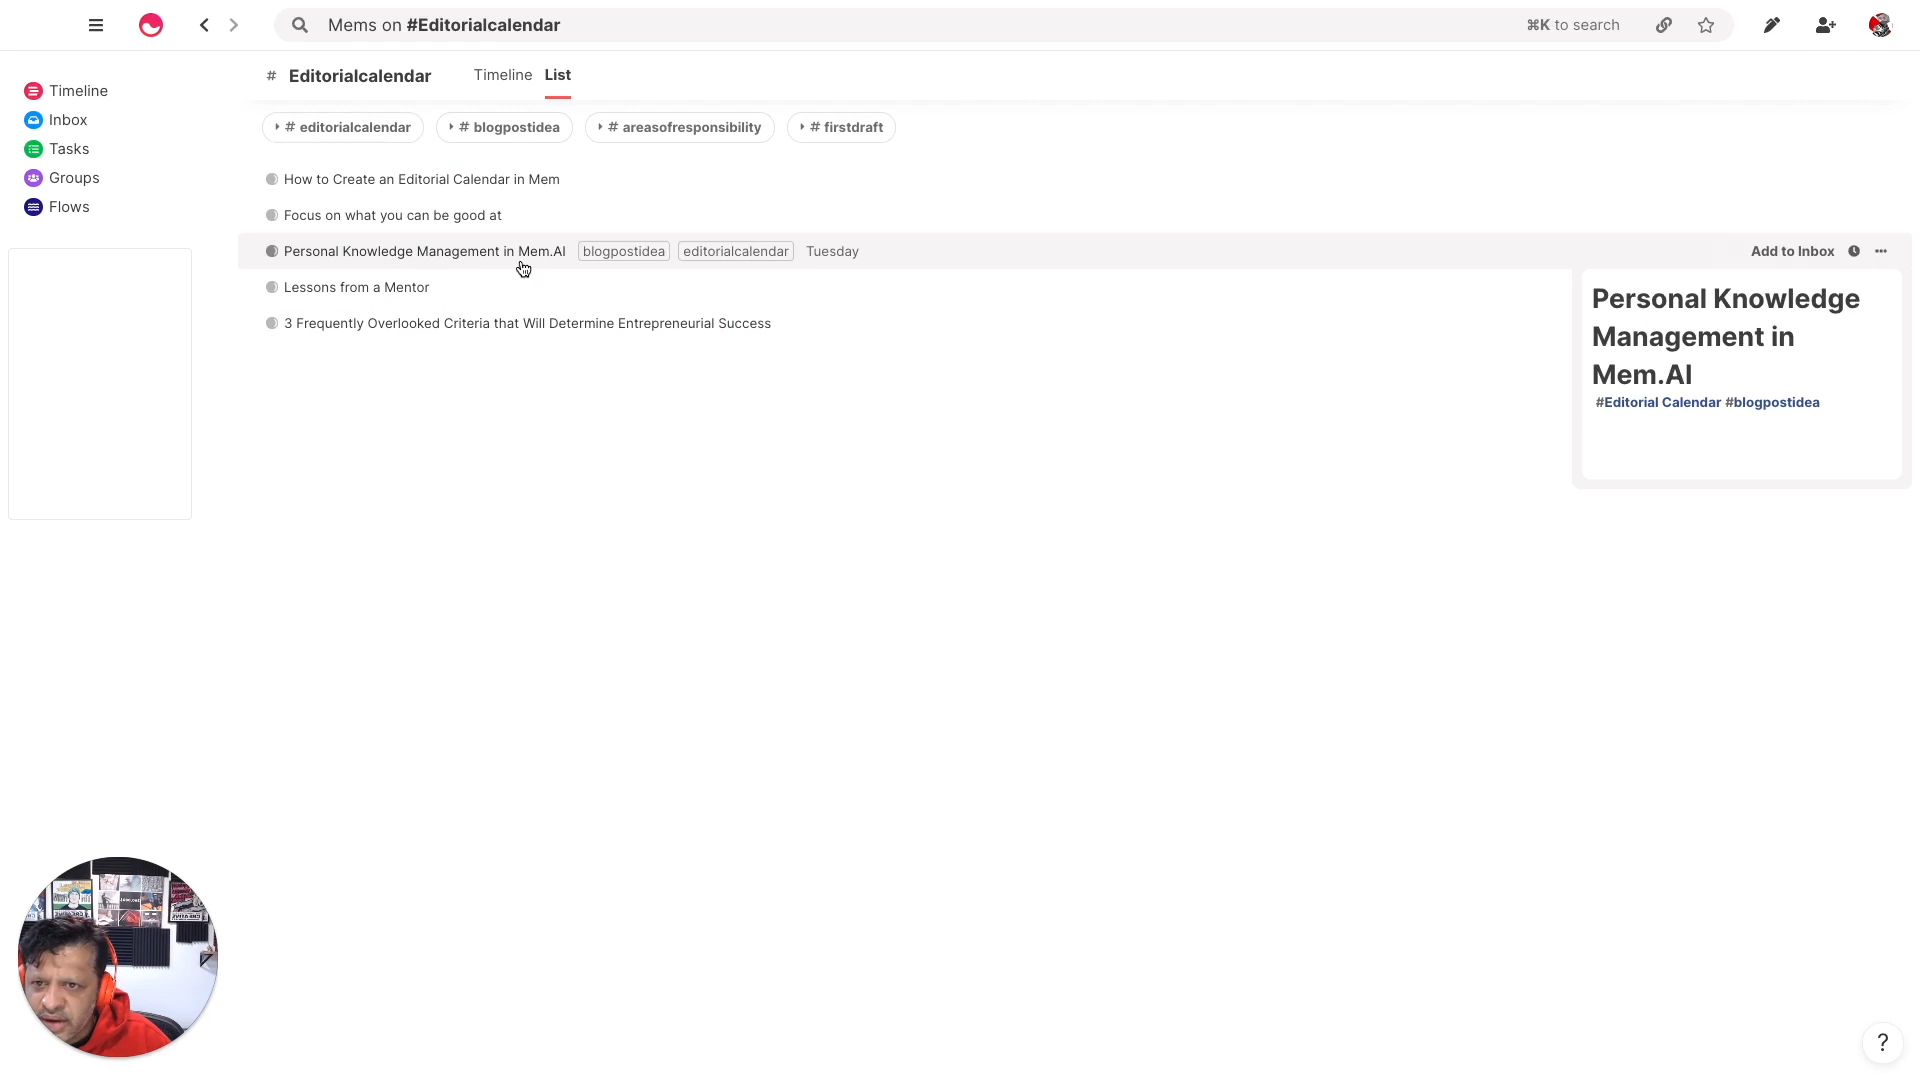 Mems on #Editorialcalendar
⌘K to search
# Editorialcalendar
Timeline
List
Timeline
Inbox
Tasks
Groups
Flows
# editorialcalendar
# blogpostidea
# areasofresponsibility
# firstdraft
How to Create an Editorial Calendar in Mem
Focus on what you can be good at
Personal Knowledge Management in Mem.AI blogpostidea editorialcalendar Tuesday
Add to Inbox
Lessons from a Mentor
3 Frequently Overlooked Criteria that Will Determine Entrepreneurial Success
Personal Knowledge
Management in
Mem.AI
#Editorial Calendar #blogpostidea
?